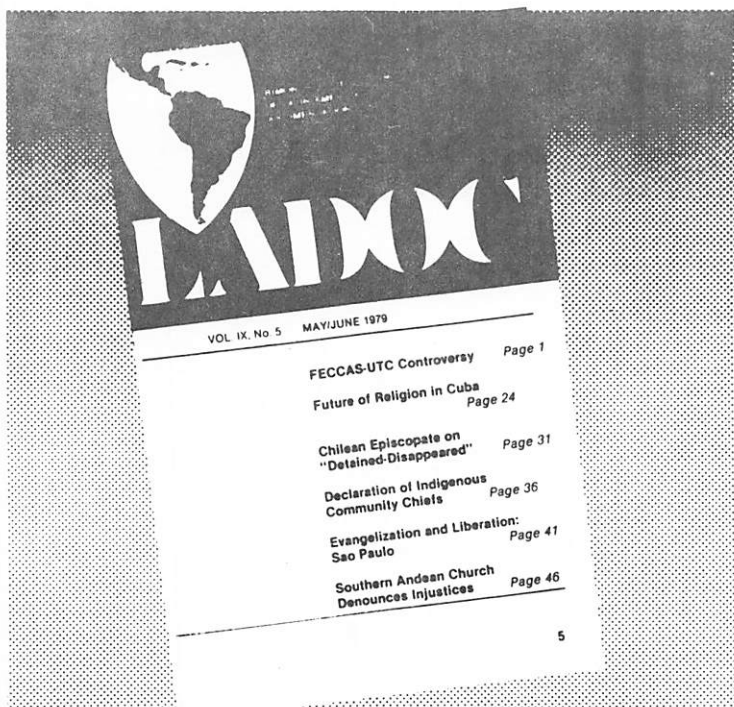 LADOC
VOL. IX, No. 5 MAY/JUNE 1979
FECCAS-UTC Controversy Page 1
Future of Religion in Cuba
Page 24
Chilean Episcopate on
"Detained-Disappeared" Page 31
Declaration of Indigenous
Community Chiefs Page 36
Evangelization and Liberation:
Sao Paulo Page 41
Southern Andean Church
Denounces Injustices Page 46
5